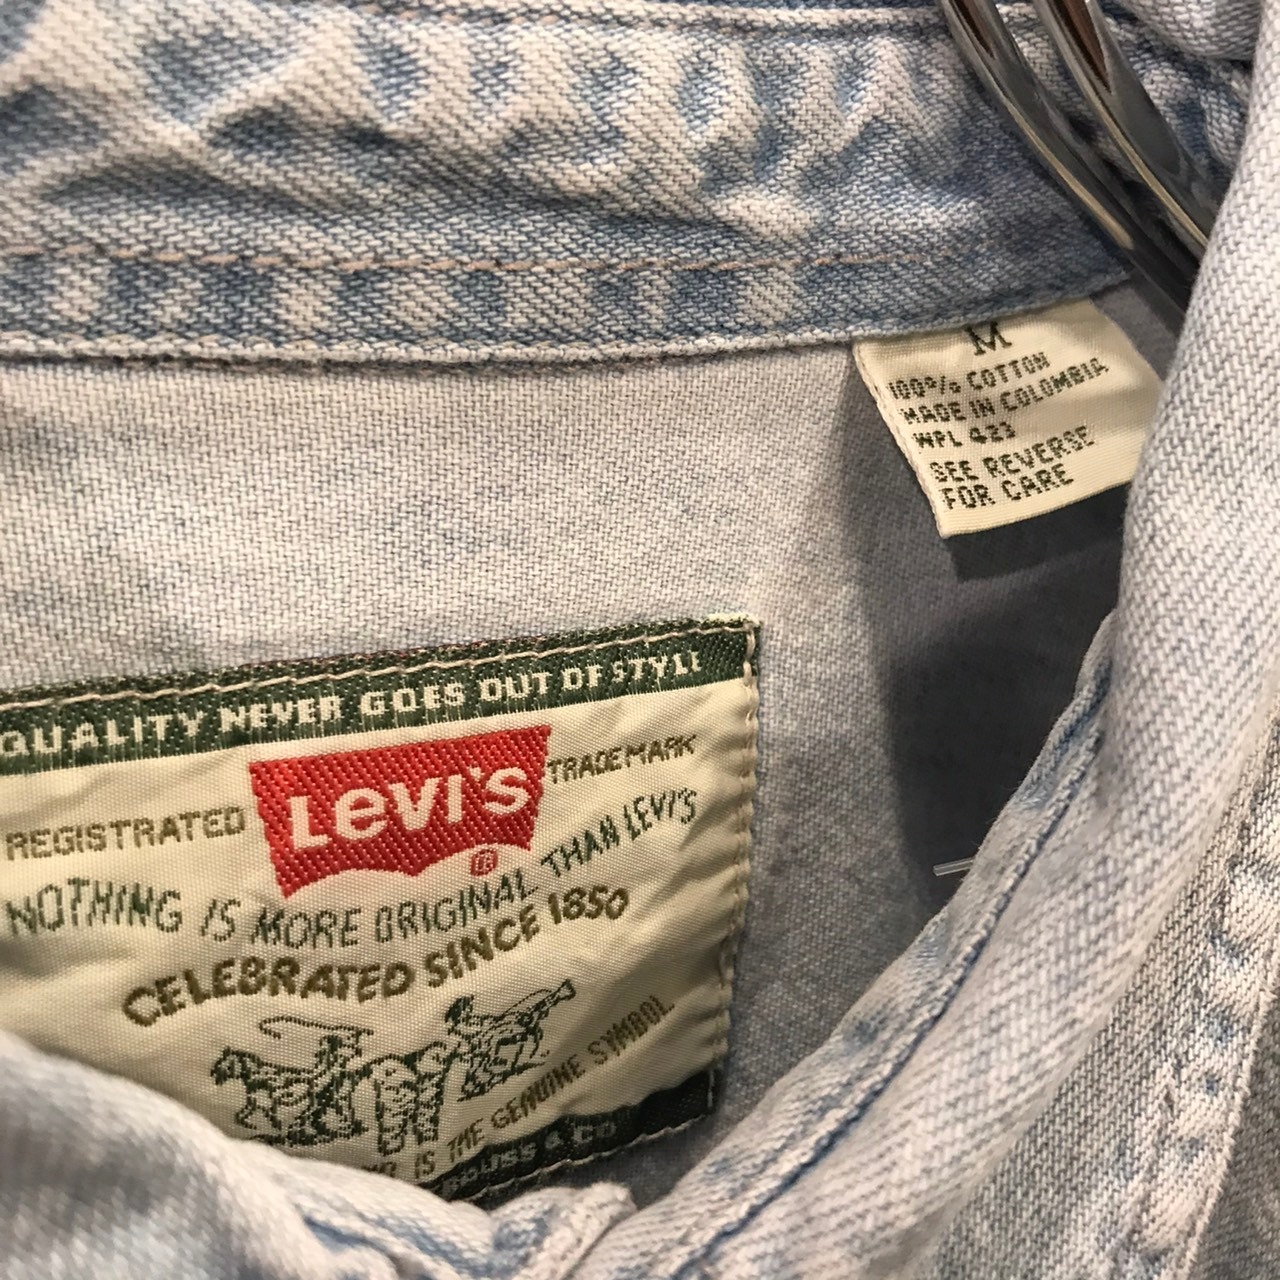 M
100% COTTON
MADE IN COLOMBIA
WPL 423
SEE REVERSE
FOR CARE
QUALITY NEVER GOES OUT OF STYLE
REGISTRATED LEVI'S TRADEMARK
®
NOTHING IS MORE ORIGINAL THAN LEVI'S
CELEBRATED SINCE 1850
IS THE GENUINE SYMBOL
& CO